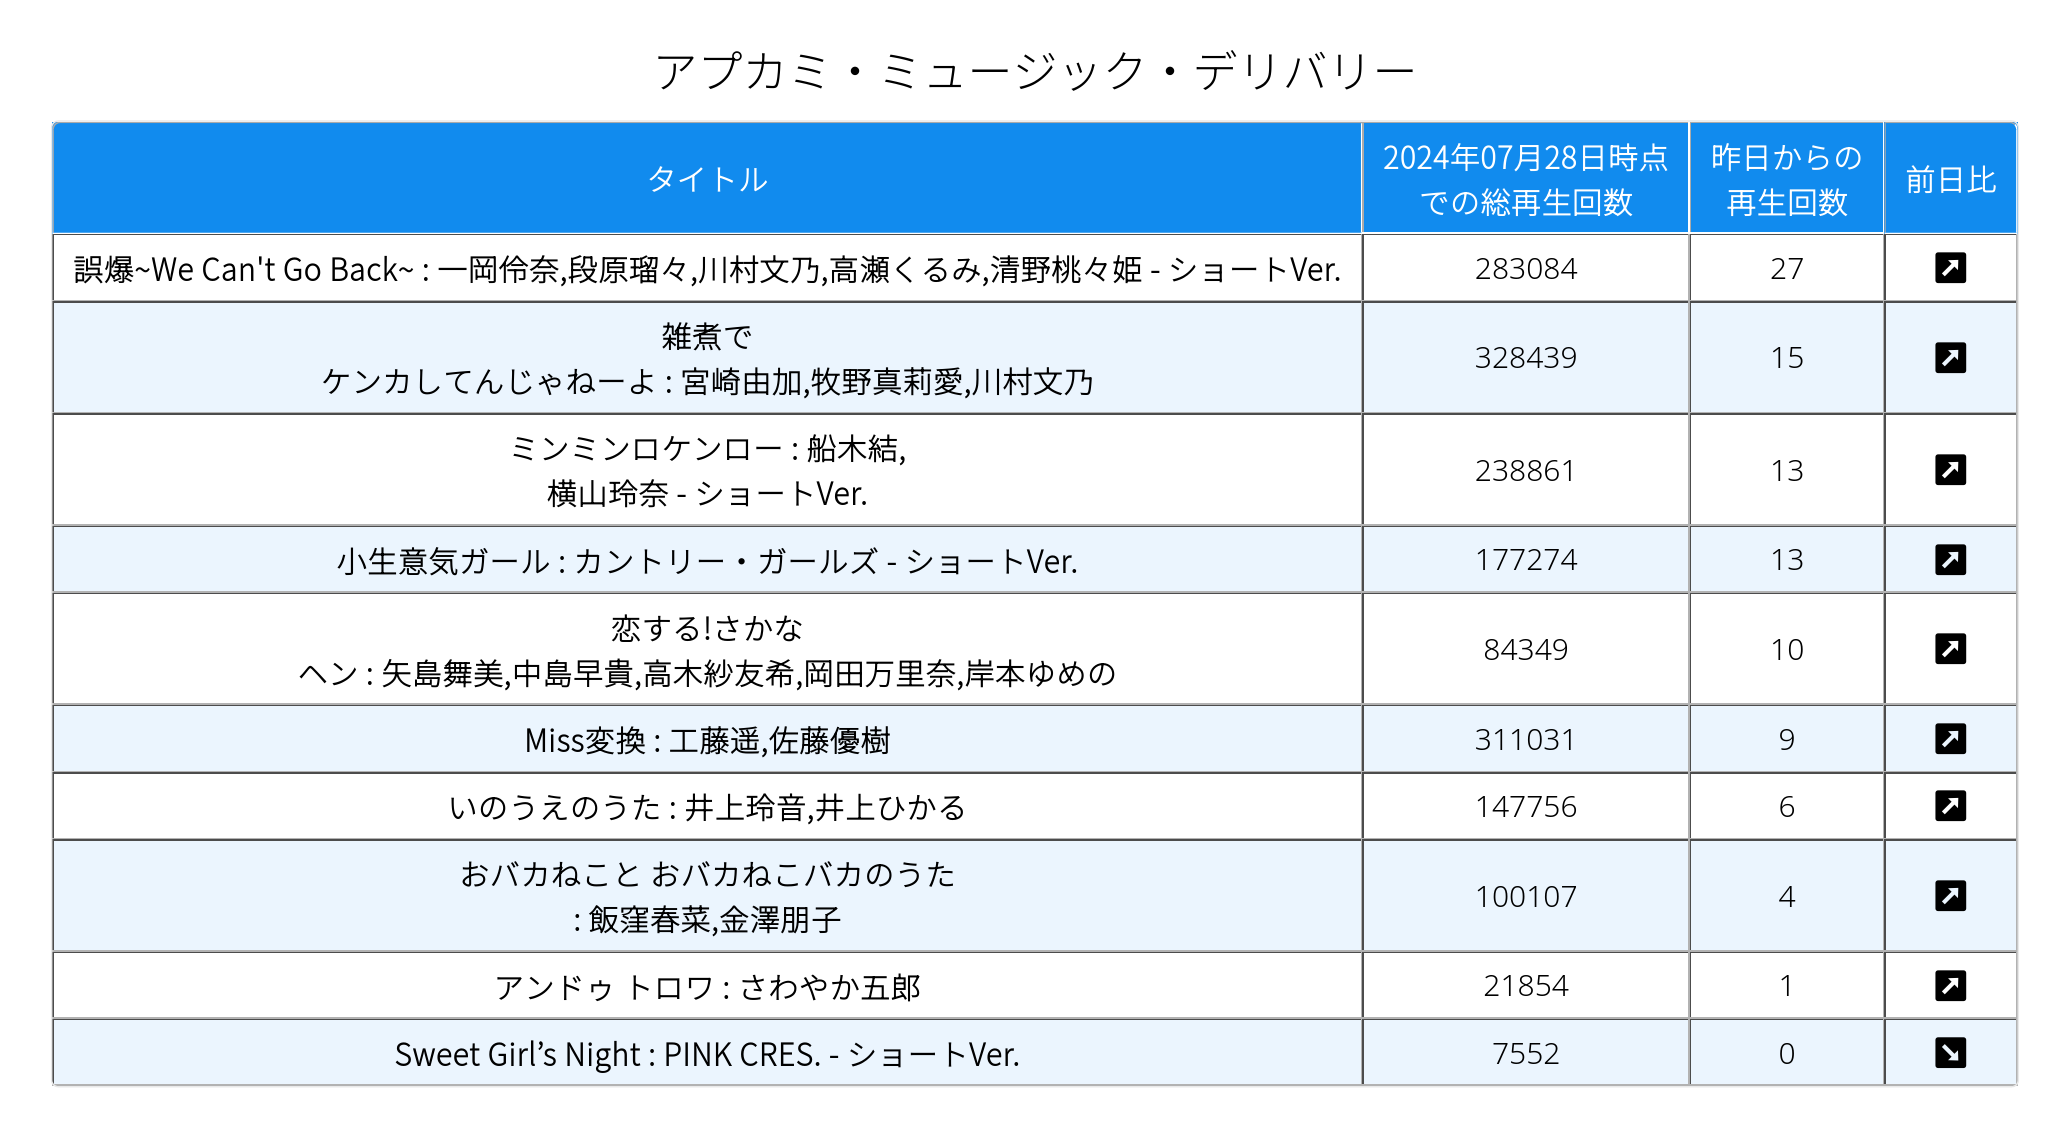 アプカミ・ミュージック・デリバリー
タイトル
2024年07月28日時点
での総再生回数
昨日からの
再生回数
前日比
誤爆~We Can't Go Back~ : 一岡伶奈,段原瑠々,川村文乃,高瀬くるみ,清野桃々姫 - ショートVer.
283084
27
雑煮で
ケンカしてんじゃねーよ : 宮崎由加,牧野真莉愛,川村文乃
328439
15
ミンミンロケンロー : 船木結,
横山玲奈 - ショートVer.
238861
13
小生意気ガール : カントリー・ガールズ - ショートVer.
177274
13
恋する!さかな
ヘン : 矢島舞美,中島早貴,高木紗友希,岡田万里奈,岸本ゆめの
84349
10
Miss変換 : 工藤遥,佐藤優樹
311031
9
いのうえのうた : 井上玲音,井上ひかる
147756
6
おバカねこと おバカねこバカのうた
: 飯窪春菜,金澤朋子
100107
4
アンドゥ トロワ : さわやか五郎
21854
1
Sweet Girl’s Night : PINK CRES. - ショートVer.
7552
0